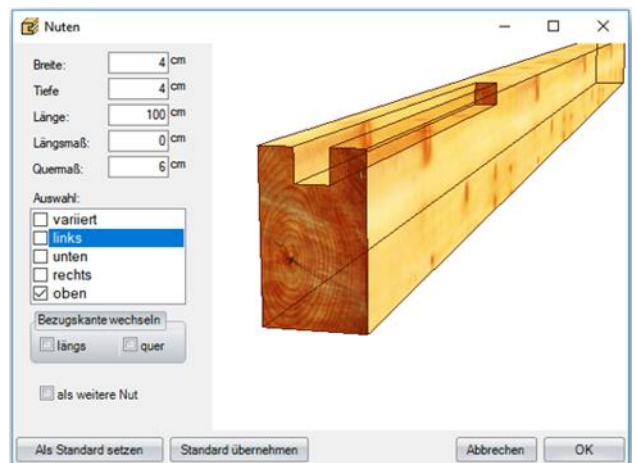 Nuten
Breite: 4 cm
Tiefe 4 cm
Länge: 100 cm
Längsmaß: 0 cm
Quermaß: 6 cm
Auswahl:
variiert
links
unten
rechts
oben
Bezugskante wechseln
längs quer
als weitere Nut
Als Standard setzen Standard übernehmen Abbrechen OK